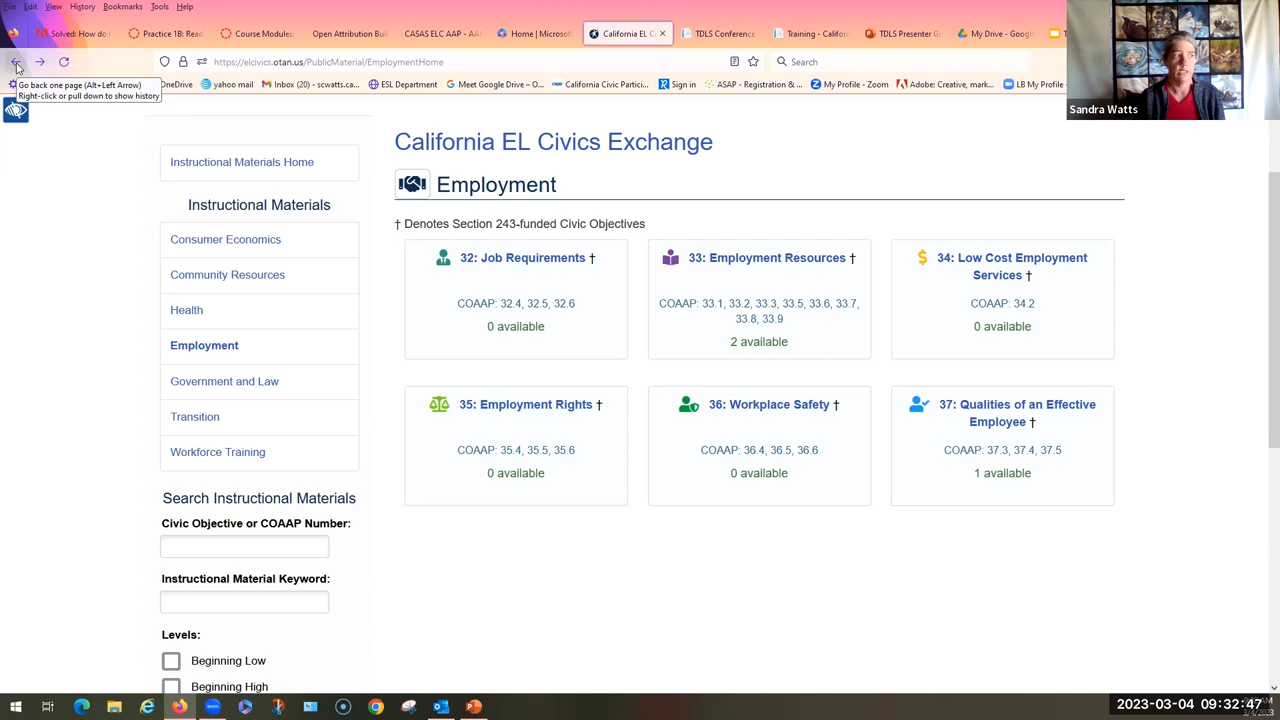 File Edit View History Bookmarks Tools Help
Solved: How do I
Practice 1B: Read
Course Modules:
Open Attribution Buil
CASAS ELC AAP - AA
Home | Microsof
California EL C
TDLS Conference
Training - Califor
TDLS Presenter Go
My Drive - Googl
https://elcivics.otan.us/PublicMaterial/EmploymentHome
Search
Go back one page (Alt+Left Arrow)
Right-click or pull down to show history
OneDrive
yahoo mail
Inbox (20) - scwatts.ca...
ESL Department
Meet Google Drive – O...
California Civic Partici...
Sign in
ASAP - Registration & ...
My Profile - Zoom
Adobe: Creative, mark...
LB My Profile
Sandra Watts
California EL Civics Exchange
Instructional Materials Home
Instructional Materials
Consumer Economics
Community Resources
Health
Employment
Government and Law
Transition
Workforce Training
Search Instructional Materials
Civic Objective or COAAP Number:
Instructional Material Keyword:
Levels:
Beginning Low
Beginning High
Employment
† Denotes Section 243-funded Civic Objectives
32: Job Requirements †
COAAP: 32.4, 32.5, 32.6
0 available
33: Employment Resources †
COAAP: 33.1, 33.2, 33.3, 33.5, 33.6, 33.7,
33.8, 33.9
2 available
34: Low Cost Employment
Services †
COAAP: 34.2
0 available
35: Employment Rights †
COAAP: 35.4, 35.5, 35.6
0 available
36: Workplace Safety †
COAAP: 36.4, 36.5, 36.6
0 available
37: Qualities of an Effective
Employee †
COAAP: 37.3, 37.4, 37.5
1 available
2023-03-04 09:32:47